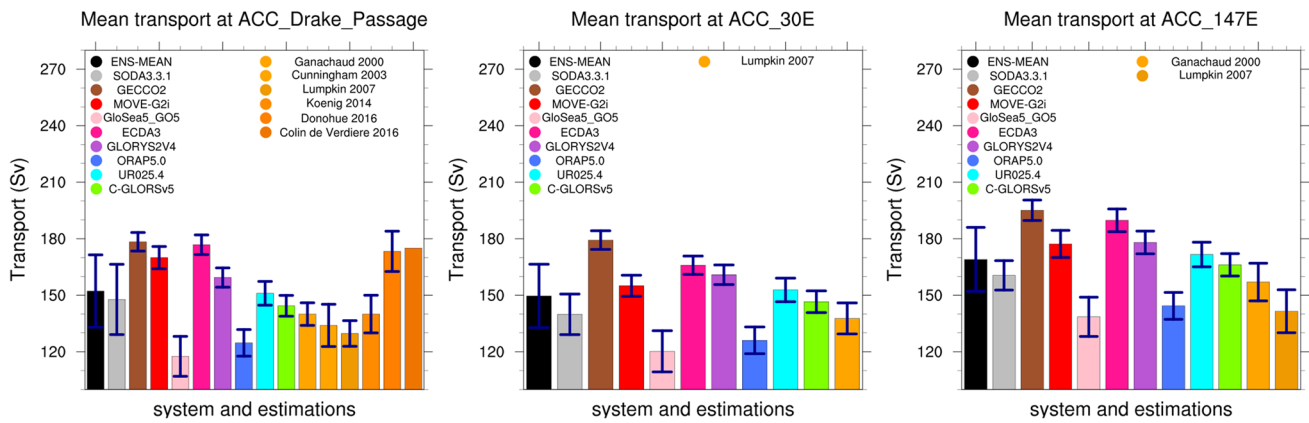 Mean transport at ACC_Drake_Passage
Transport (Sv)
270
240
210
180
150
120
ENS-MEAN
SODA3.3.1
GECCO2
MOVE-G2i
GloSea5_GO5
ECDA3
GLORYS2V4
ORAP5.0
UR025.4
C-GLORSv5
Ganachaud 2000
Cunningham 2003
Lumpkin 2007
Koenig 2014
Donohue 2016
Colin de Verdiere 2016
system and estimations
Mean transport at ACC_30E
Transport (Sv)
270
240
210
180
150
120
ENS-MEAN
SODA3.3.1
GECCO2
MOVE-G2i
GloSea5_GO5
ECDA3
GLORYS2V4
ORAP5.0
UR025.4
C-GLORSv5
Lumpkin 2007
system and estimations
Mean transport at ACC_147E
Transport (Sv)
270
240
210
180
150
120
ENS-MEAN
SODA3.3.1
GECCO2
MOVE-G2i
GloSea5_GO5
ECDA3
GLORYS2V4
ORAP5.0
UR025.4
C-GLORSv5
Ganachaud 2000
Lumpkin 2007
system and estimations